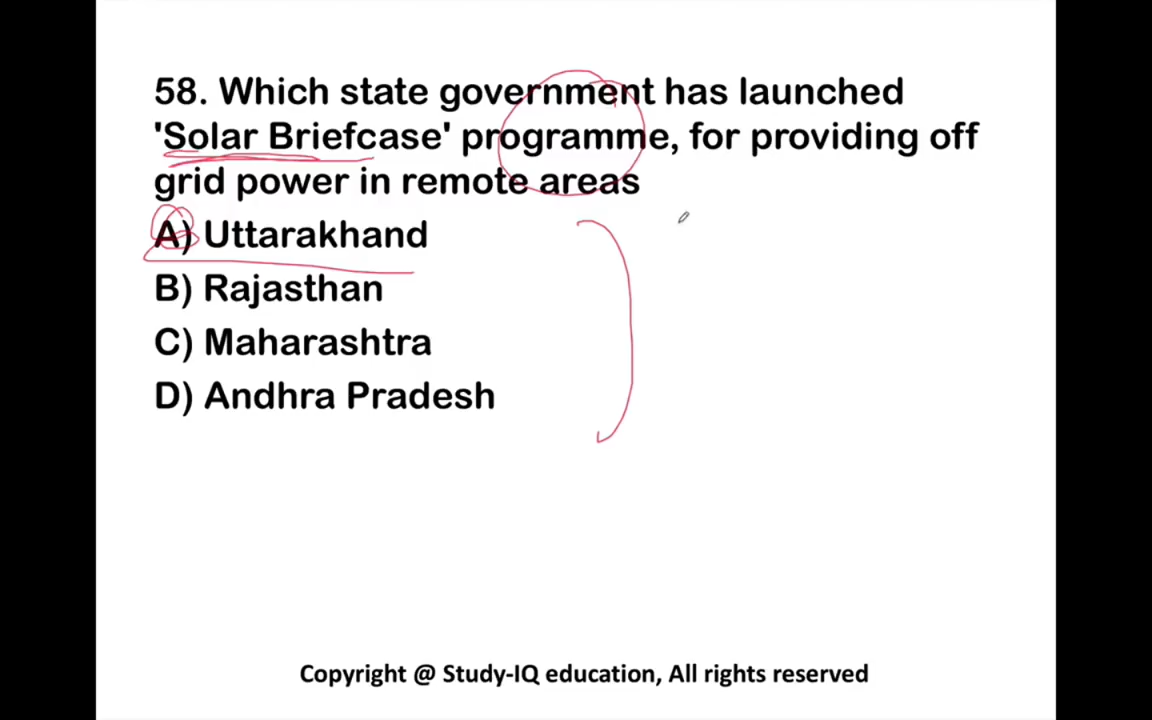 58. Which state government has launched
'Solar Briefcase' programme, for providing off
grid power in remote areas
A) Uttarakhand
B) Rajasthan
C) Maharashtra
D) Andhra Pradesh
Copyright @ Study-IQ education, All rights reserved